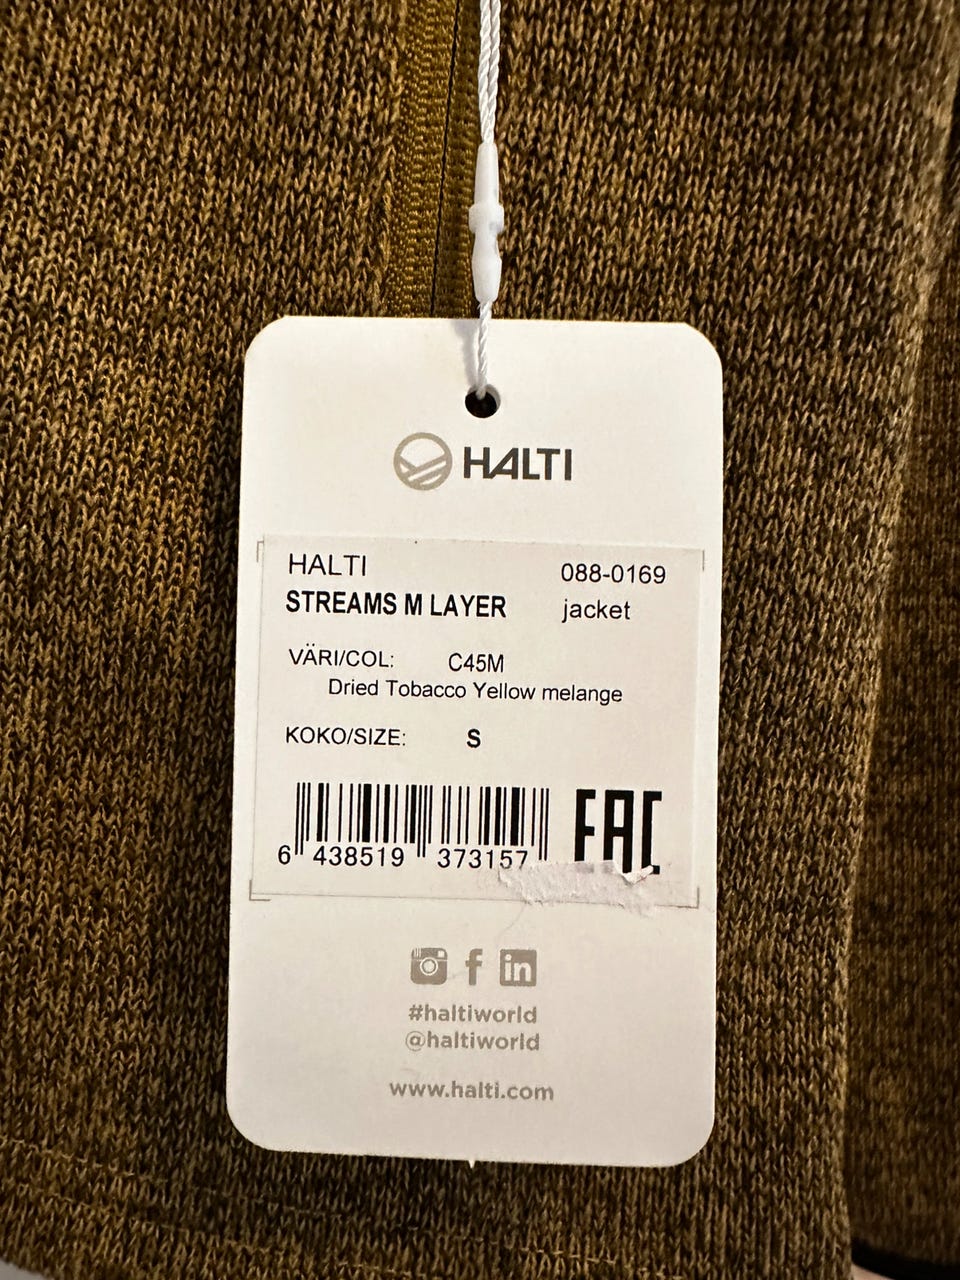 HALTI
HALTI 088-0169
STREAMS M LAYER jacket
VÄRI/COL: C45M
Dried Tobacco Yellow melange
KOKO/SIZE: S
6 438519 373157
EAC
in
#haltiworld
@haltiworld
www.halti.com